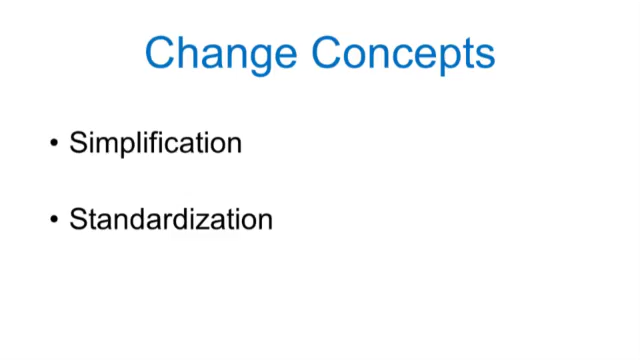 Change Concepts
• Simplification
• Standardization